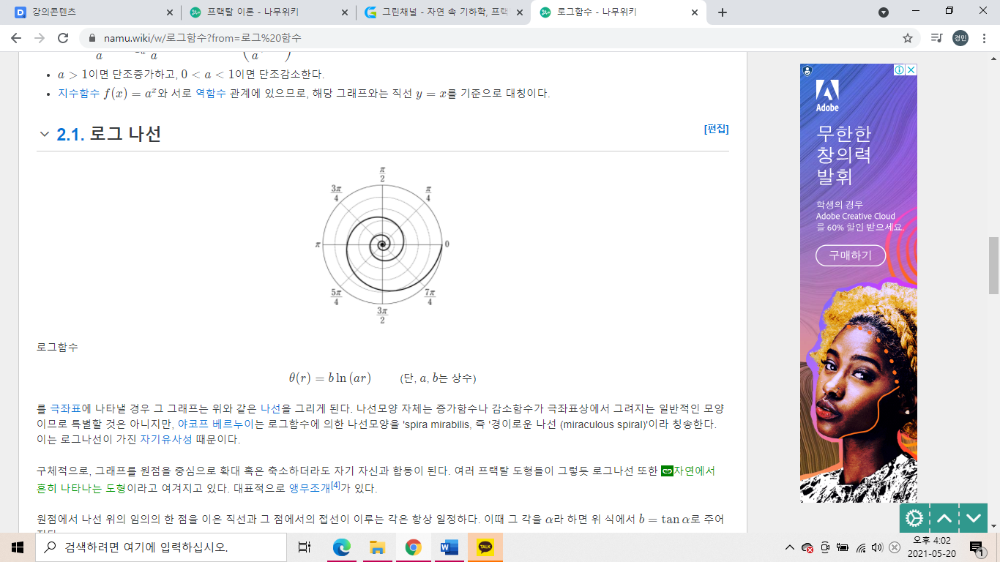 강의콘텐츠
프랙탈 이론 - 나무위키
그린채널 - 자연 속 기하학, 프랙
로그함수 - 나무위키
namu.wiki/w/로그함수?from=로그%20함수
a a (a
• a > 1이면 단조증가하고, 0 < a < 1이면 단조감소한다.
• 지수함수 f(x) = aˣ와 서로 역함수 관계에 있으므로, 해당 그래프와는 직선 y = x를 기준으로 대칭이다.
2.1. 로그 나선 [편집]
π/2
3π/4 π/4
π 0
5π/4 7π/4
3π/2
로그함수
θ(r) = b ln (ar) (단, a, b는 상수)
를 극좌표에 나타낼 경우 그 그래프는 위와 같은 나선을 그리게 된다. 나선모양 자체는 증가함수나 감소함수가 극좌표상에서 그려지는 일반적인 모양
이므로 특별할 것은 아니지만, 야코프 베르누이는 로그함수에 의한 나선모양을 'spira mirabilis, 즉 '경이로운 나선 (miraculous spiral)'이라 칭송한다.
이는 로그나선이 가진 자기유사성 때문이다.
구체적으로, 그래프를 원점을 중심으로 확대 혹은 축소하더라도 자기 자신과 합동이 된다. 여러 프랙탈 도형들이 그렇듯 로그나선 또한 자연에서
흔히 나타나는 도형이라고 여겨지고 있다. 대표적으로 앵무조개[4]가 있다.
원점에서 나선 위의 임의의 한 점을 이은 직선과 그 점에서의 접선이 이루는 각은 항상 일정하다. 이때 그 각을 α라 하면 위 식에서 b = tan α로 주어
Adobe
무한한
창의력
발휘
학생의 경우
Adobe Creative Cloud
를 60% 할인 받으세요.
구매하기
경민
검색하려면 여기에 입력하십시오.
W
TALK
오후 4:02
2021-05-20
1